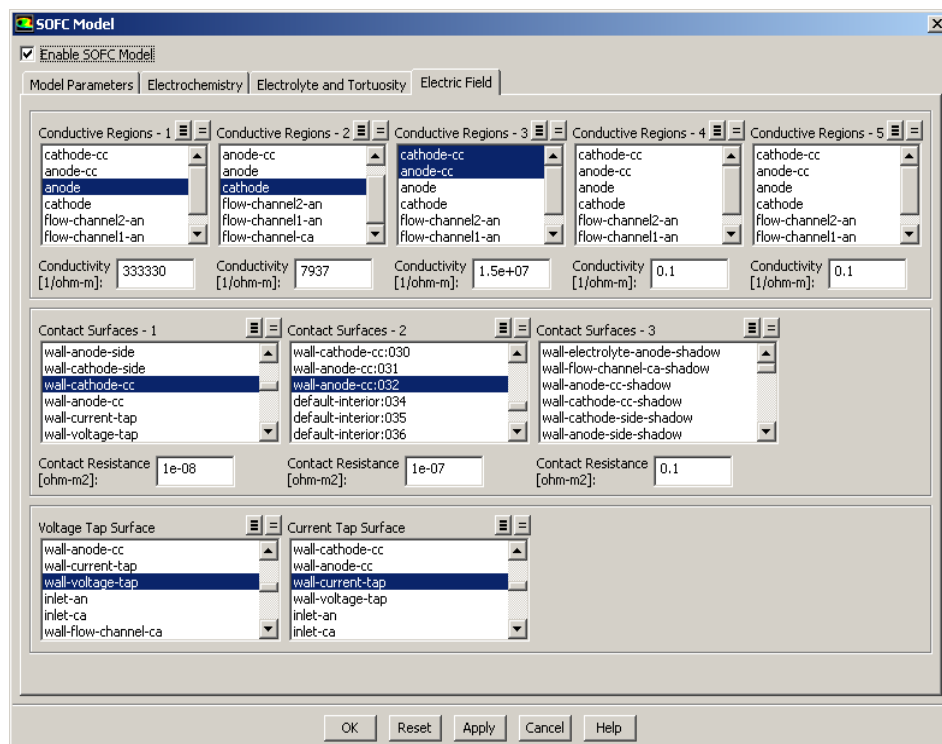 SOFC Model
Enable SOFC Model
Model Parameters Electrochemistry Electrolyte and Tortuosity Electric Field
Conductive Regions - 1 Conductive Regions - 2 Conductive Regions - 3 Conductive Regions - 4 Conductive Regions - 5
cathode-cc anode-cc cathode-cc cathode-cc cathode-cc
anode-cc anode anode-cc anode-cc anode-cc
anode cathode anode anode anode
cathode flow-channel2-an cathode cathode cathode
flow-channel2-an flow-channel1-an flow-channel2-an flow-channel2-an flow-channel2-an
flow-channel1-an flow-channel-ca flow-channel1-an flow-channel1-an flow-channel1-an
Conductivity 333330 Conductivity 7937 Conductivity 1.5e+07 Conductivity 0.1 Conductivity 0.1
[1/ohm-m]: [1/ohm-m]: [1/ohm-m]: [1/ohm-m]: [1/ohm-m]:
Contact Surfaces - 1 Contact Surfaces - 2 Contact Surfaces - 3
wall-anode-side wall-cathode-cc:030 wall-electrolyte-anode-shadow
wall-cathode-side wall-anode-cc:031 wall-flow-channel-ca-shadow
wall-cathode-cc wall-anode-cc:032 wall-anode-cc-shadow
wall-anode-cc default-interior:034 wall-cathode-cc-shadow
wall-current-tap default-interior:035 wall-cathode-side-shadow
wall-voltage-tap default-interior:036 wall-anode-side-shadow
Contact Resistance 1e-08 Contact Resistance 1e-07 Contact Resistance 0.1
[ohm-m2]: [ohm-m2]: [ohm-m2]:
Voltage Tap Surface Current Tap Surface
wall-anode-cc wall-cathode-cc
wall-current-tap wall-anode-cc
wall-voltage-tap wall-current-tap
inlet-an wall-voltage-tap
inlet-ca inlet-an
wall-flow-channel-ca inlet-ca
OK Reset Apply Cancel Help